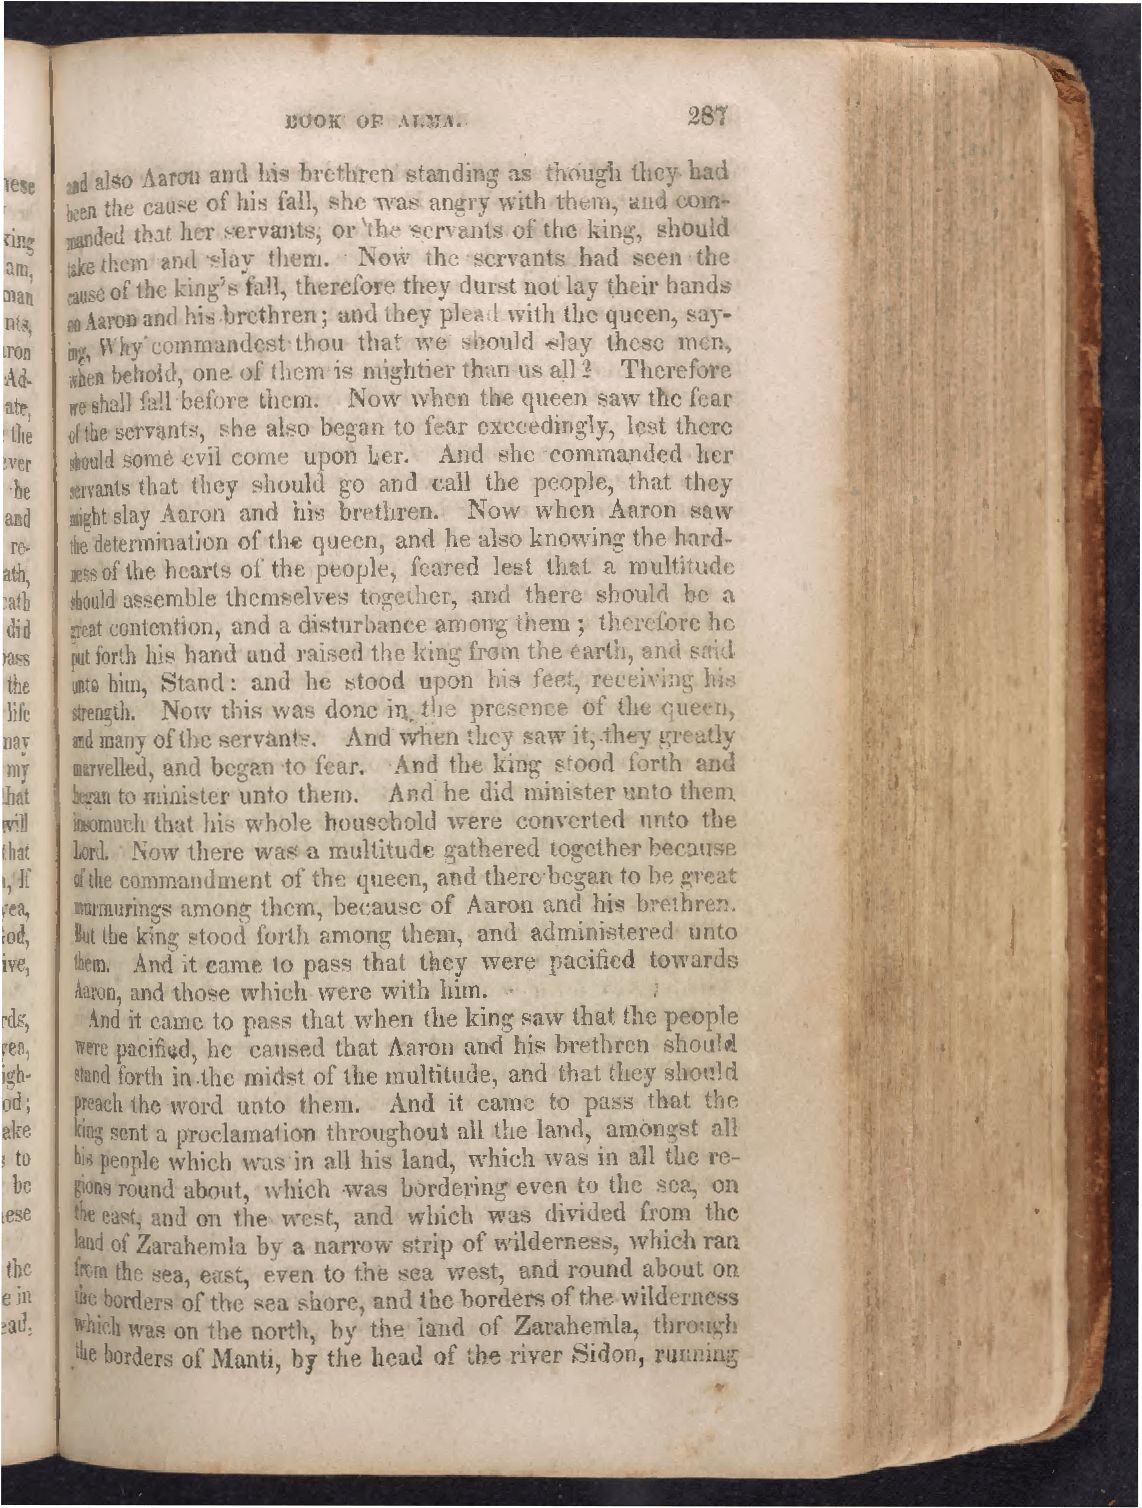 BOOK OF ALMA. 287
and also Aaron and his brethren standing as though they had
been the cause of his fall, she was angry with them, and com-
manded that her servants, or the servants of the king, should
take them and slay them. Now the servants had seen the
cause of the king's fall, therefore they durst not lay their hands
on Aaron and his brethren; and they plead with the queen, say-
ing, Why commandest thou that we should slay these men,
when behold, one of them is mightier than us all? Therefore
we shall fall before them. Now when the queen saw the fear
of the servants, she also began to fear exceedingly, lest there
should some evil come upon her. And she commanded her
servants that they should go and call the people, that they
might slay Aaron and his brethren. Now when Aaron saw
the determination of the queen, and he also knowing the hard-
ness of the hearts of the people, feared lest that a multitude
should assemble themselves together, and there should be a
great contention, and a disturbance among them; therefore he
put forth his hand and raised the king from the earth, and said
unto him, Stand: and he stood upon his feet, receiving his
strength. Now this was done in the presence of the queen,
and many of the servants. And when they saw it, they greatly
marvelled, and began to fear. And the king stood forth and
began to minister unto them. And he did minister unto them,
insomuch that his whole household were converted unto the
Lord. Now there was a multitude gathered together because
of the commandment of the queen, and there began to be great
murmurings among them, because of Aaron and his brethren.
But the king stood forth among them, and administered unto
them. And it came to pass that they were pacified towards
Aaron, and those which were with him.
And it came to pass that when the king saw that the people
were pacified, he caused that Aaron and his brethren should
stand forth in the midst of the multitude, and that they should
preach the word unto them. And it came to pass that the
king sent a proclamation throughout all the land, amongst all
his people which was in all his land, which was in all the re-
gions round about, which was bordering even to the sea, on
the east, and on the west, and which was divided from the
land of Zarahemla by a narrow strip of wilderness, which ran
from the sea, east, even to the sea west, and round about on
the borders of the sea shore, and the borders of the wilderness
which was on the north, by the land of Zarahemla, through
the borders of Manti, by the head of the river Sidon, running